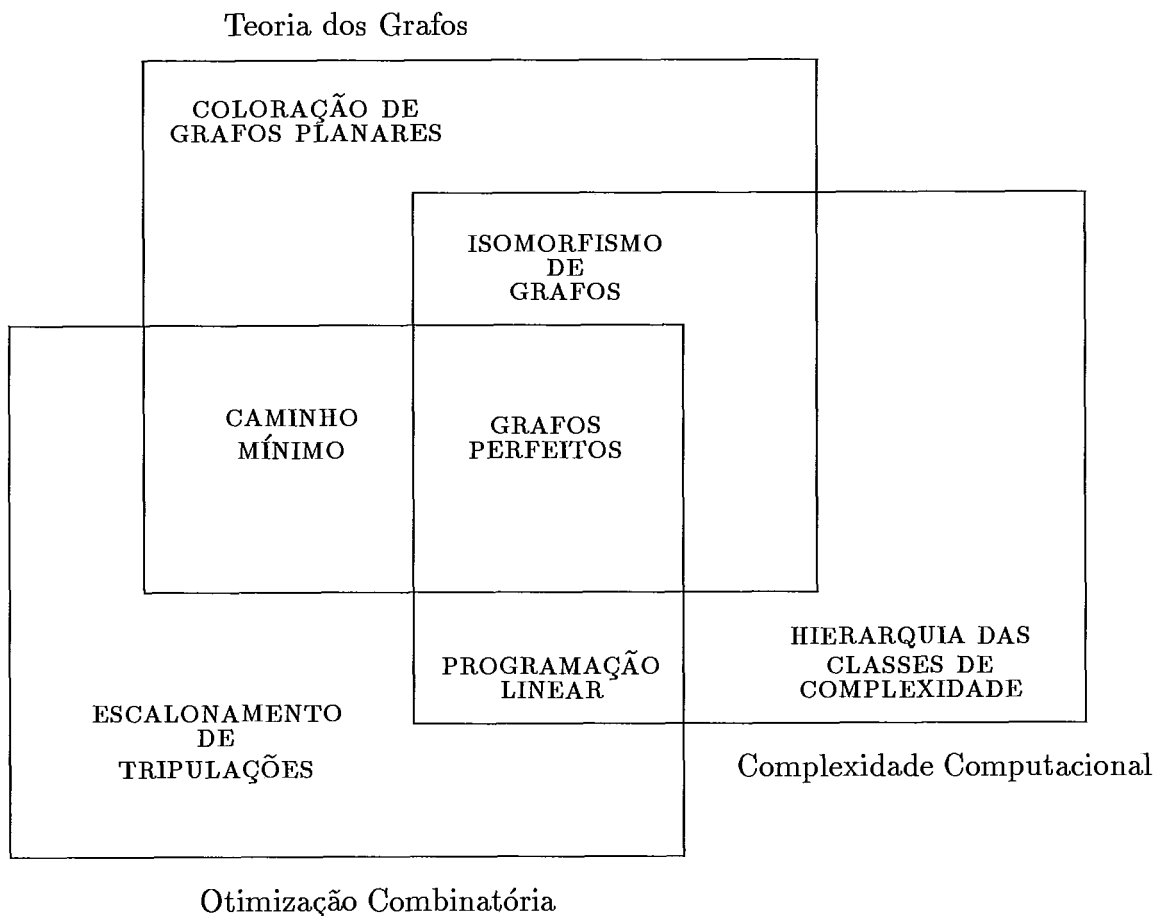 Teoria dos Grafos
COLORAÇÃO DE
GRAFOS PLANARES
ISOMORFISMO
DE
GRAFOS
CAMINHO
MÍNIMO
GRAFOS
PERFEITOS
PROGRAMAÇÃO
LINEAR
HIERARQUIA DAS
CLASSES DE
COMPLEXIDADE
ESCALONAMENTO
DE
TRIPULAÇÕES
Complexidade Computacional
Otimização Combinatória